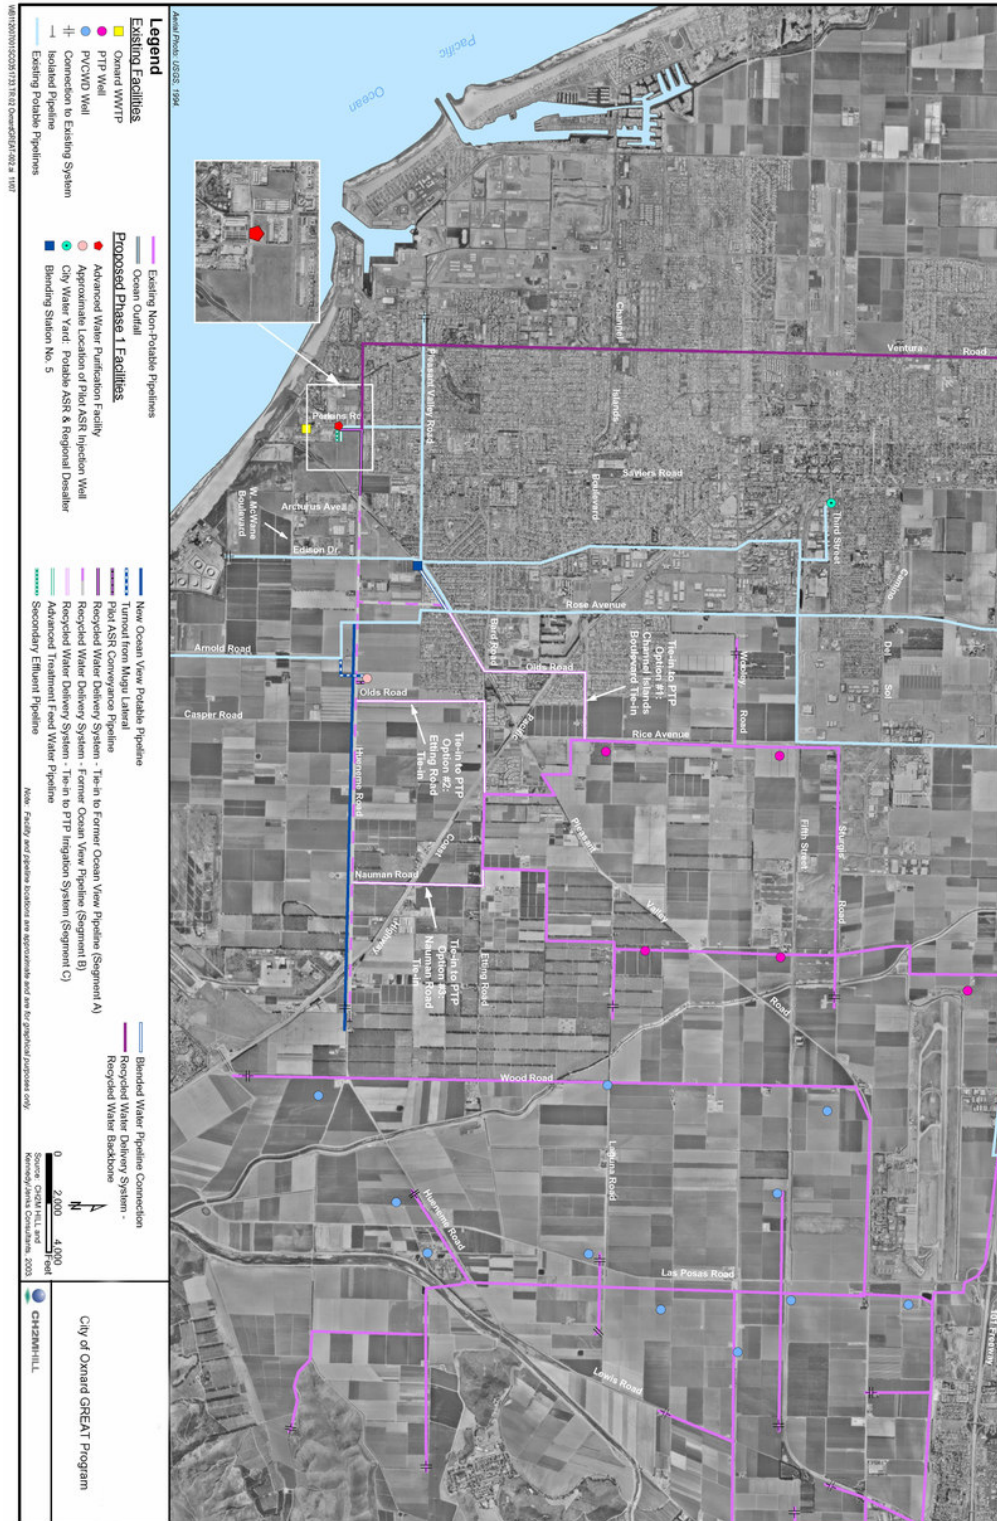 Aerial Photo: USGS, 1994
Pacific
Ocean
Channel
Islands
Boulevard
Ventura
Road
Pleasant Valley Road
Perkins Rd
Saviers Road
Arcturus Ave
W. McWane
Boulevard
Edison Dr.
Third Street
Camino
Del
Sol
Rose Avenue
Bard Road
Arnold Road
Olds Road
Olds Road
Tie-in to PTP
Option #1:
Channel Islands
Boulevard Tie-in
Wooley
Road
Rice Avenue
Casper Road
Hueneme Road
Tie-in to PTP
Option #2:
Etting Road
Tie-in
Pacific
Coast
Highway
Pleasant
Valley
Road
Fifth Street
Sturgis
Road
Nauman Road
Tie-in to PTP
Option #3:
Nauman Road
Tie-in
Etting Road
Wood Road
Laguna Road
Hueneme Road
Las Posas Road
Lewis Road
101 Freeway
Legend
Existing Facilities
Oxnard WWTP
PTP Well
PVCWD Well
Connection to Existing System
Isolated Pipeline
Existing Potable Pipelines
Existing Non-Potable Pipelines
Ocean Outfall
Proposed Phase 1 Facilities
Advanced Water Purification Facility
Approximate Location of Pilot ASR Injection Well
City Water Yard: Potable ASR & Regional Desalter
Blending Station No. 5
New Ocean View Potable Pipeline
Turnout from Mugu Lateral
Pilot ASR Conveyance Pipeline
Recycled Water Delivery System - Tie-in to Former Ocean View Pipeline (Segment A)
Recycled Water Delivery System - Former Ocean View Pipeline (Segment B)
Recycled Water Delivery System - Tie-in to PTP Irrigation System (Segment C)
Advanced Treatment Feed Water Pipeline
Secondary Effluent Pipeline
Blended Water Pipeline Connection
Recycled Water Delivery System -
Recycled Water Backbone
Note: Facility and pipeline locations are approximate and are for graphical purposes only.
0 2,000 4,000
Feet
N
Source: CH2M HILL and
Kennedy/Jenks Consultants, 2003
City of Oxnard GREAT Program
CH2MHILL